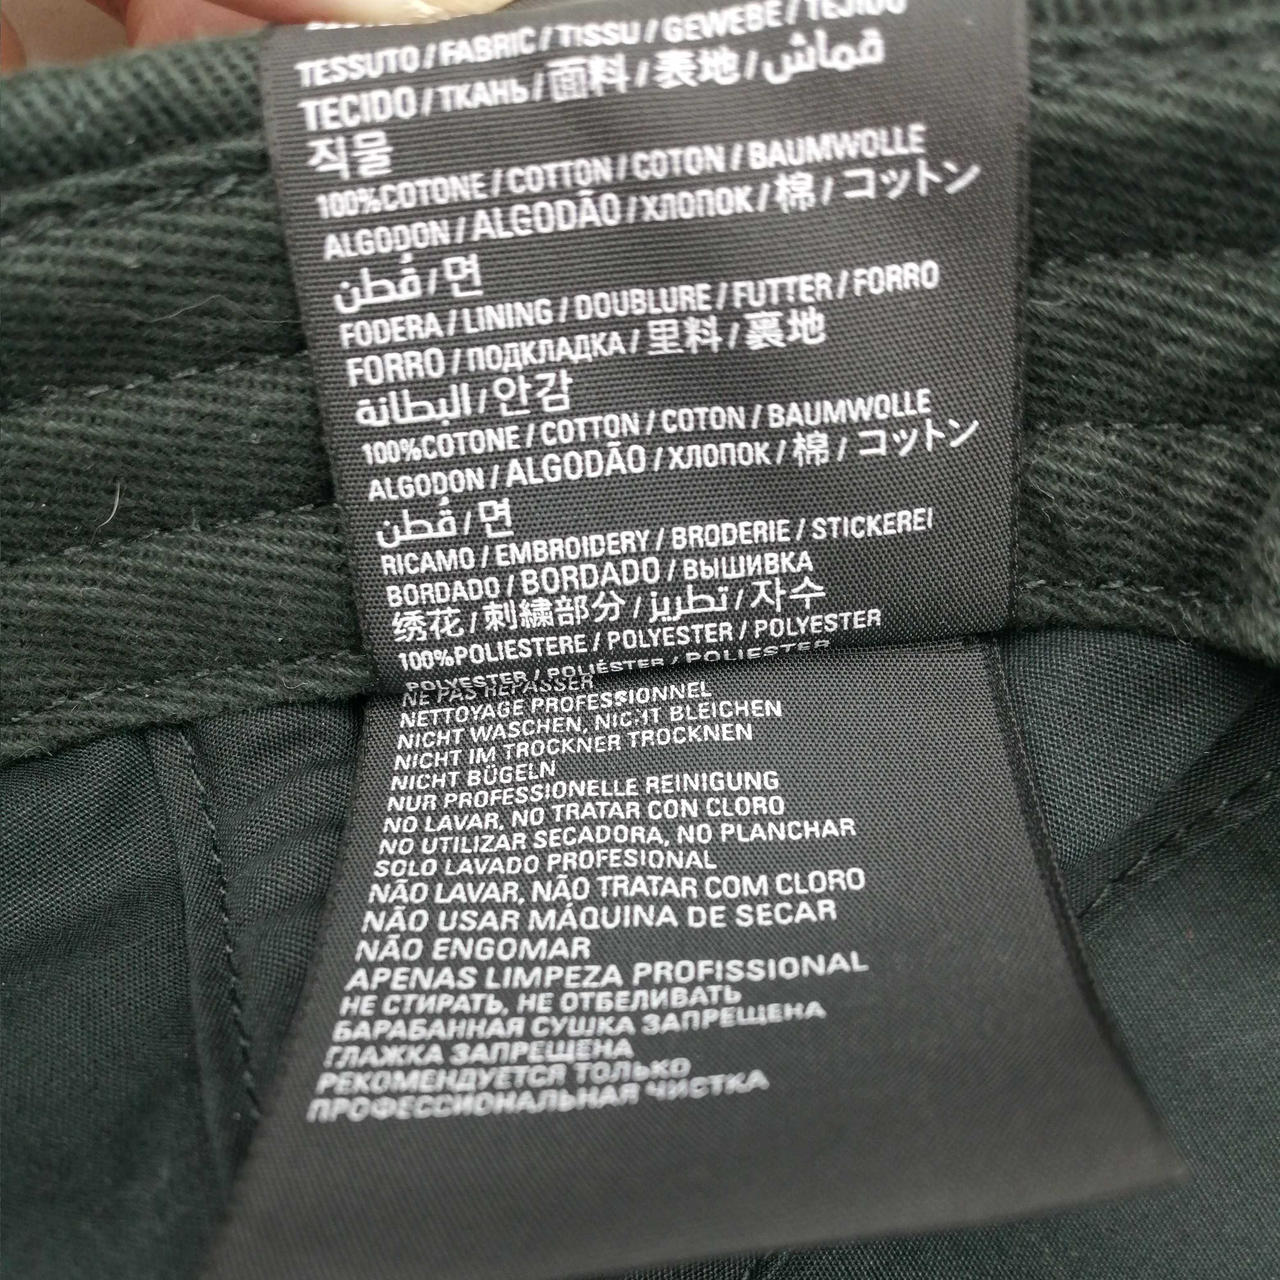 TESSUTO / FABRIC / TISSU / GEWEBE / TEJIDO
TECIDO / ТКАНЬ / 面料 / 表地 / قماش
직물
100%COTONE / COTTON / COTON / BAUMWOLLE
ALGODON / ALGODÃO / ХЛОПОК / 棉 / コットン
قُطن / 면
FODERA / LINING / DOUBLURE / FUTTER / FORRO
FORRO / ПОДКЛАДКА / 里料 / 裏地
البطانة / 안감
100%COTONE / COTTON / COTON / BAUMWOLLE
ALGODON / ALGODÃO / ХЛОПОК / 棉 / コットン
قُطن / 면
RICAMO / EMBROIDERY / BRODERIE / STICKEREI
BORDADO / BORDADO / ВЫШИВКА
绣花 / 刺繍部分 / تطريز / 자수
100%POLIESTERE / POLYESTER / POLYESTER
POLYESTER / POLIÉSTER / POLIESTER
NE PAS REPASSER
NETTOYAGE PROFESSIONNEL
NICHT WASCHEN, NICHT BLEICHEN
NICHT IM TROCKNER TROCKNEN
NICHT BÜGELN
NUR PROFESSIONELLE REINIGUNG
NO LAVAR, NO TRATAR CON CLORO
NO UTILIZAR SECADORA, NO PLANCHAR
SOLO LAVADO PROFESIONAL
NÃO LAVAR, NÃO TRATAR COM CLORO
NÃO USAR MÁQUINA DE SECAR
NÃO ENGOMAR
APENAS LIMPEZA PROFISSIONAL
НЕ СТИРАТЬ, НЕ ОТБЕЛИВАТЬ
БАРАБАННАЯ СУШКА ЗАПРЕЩЕНА
ГЛАЖКА ЗАПРЕЩЕНА
РЕКОМЕНДУЕТСЯ ТОЛЬКО
ПРОФЕССИОНАЛЬНАЯ ЧИСТКА